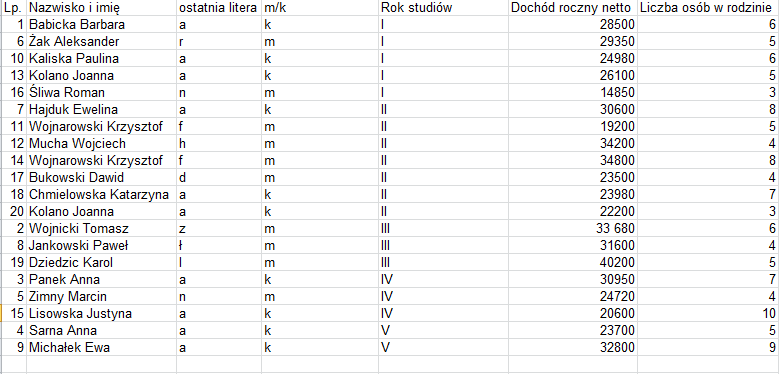 Lp. Nazwisko i imię ostatnia litera m/k Rok studiów Dochód roczny netto Liczba osób w rodzinie
1 Babicka Barbara a k I 28500 6
6 Żak Aleksander r m I 29350 5
10 Kaliska Paulina a k I 24980 6
13 Kolano Joanna a k I 26100 5
16 Śliwa Roman n m I 14850 3
7 Hajduk Ewelina a k II 30600 8
11 Wojnarowski Krzysztof f m II 19200 5
12 Mucha Wojciech h m II 34200 4
14 Wojnarowski Krzysztof f m II 34800 8
17 Bukowski Dawid d m II 23500 4
18 Chmielowska Katarzyna a k II 23980 7
20 Kolano Joanna a k II 22200 3
2 Wojnicki Tomasz z m III 33 680 6
8 Jankowski Paweł ł m III 31600 4
19 Dziedzic Karol l m III 40200 5
3 Panek Anna a k IV 30950 7
5 Zimny Marcin n m IV 24720 4
15 Lisowska Justyna a k IV 20600 10
4 Sarna Anna a k V 23700 5
9 Michałek Ewa a k V 32800 9